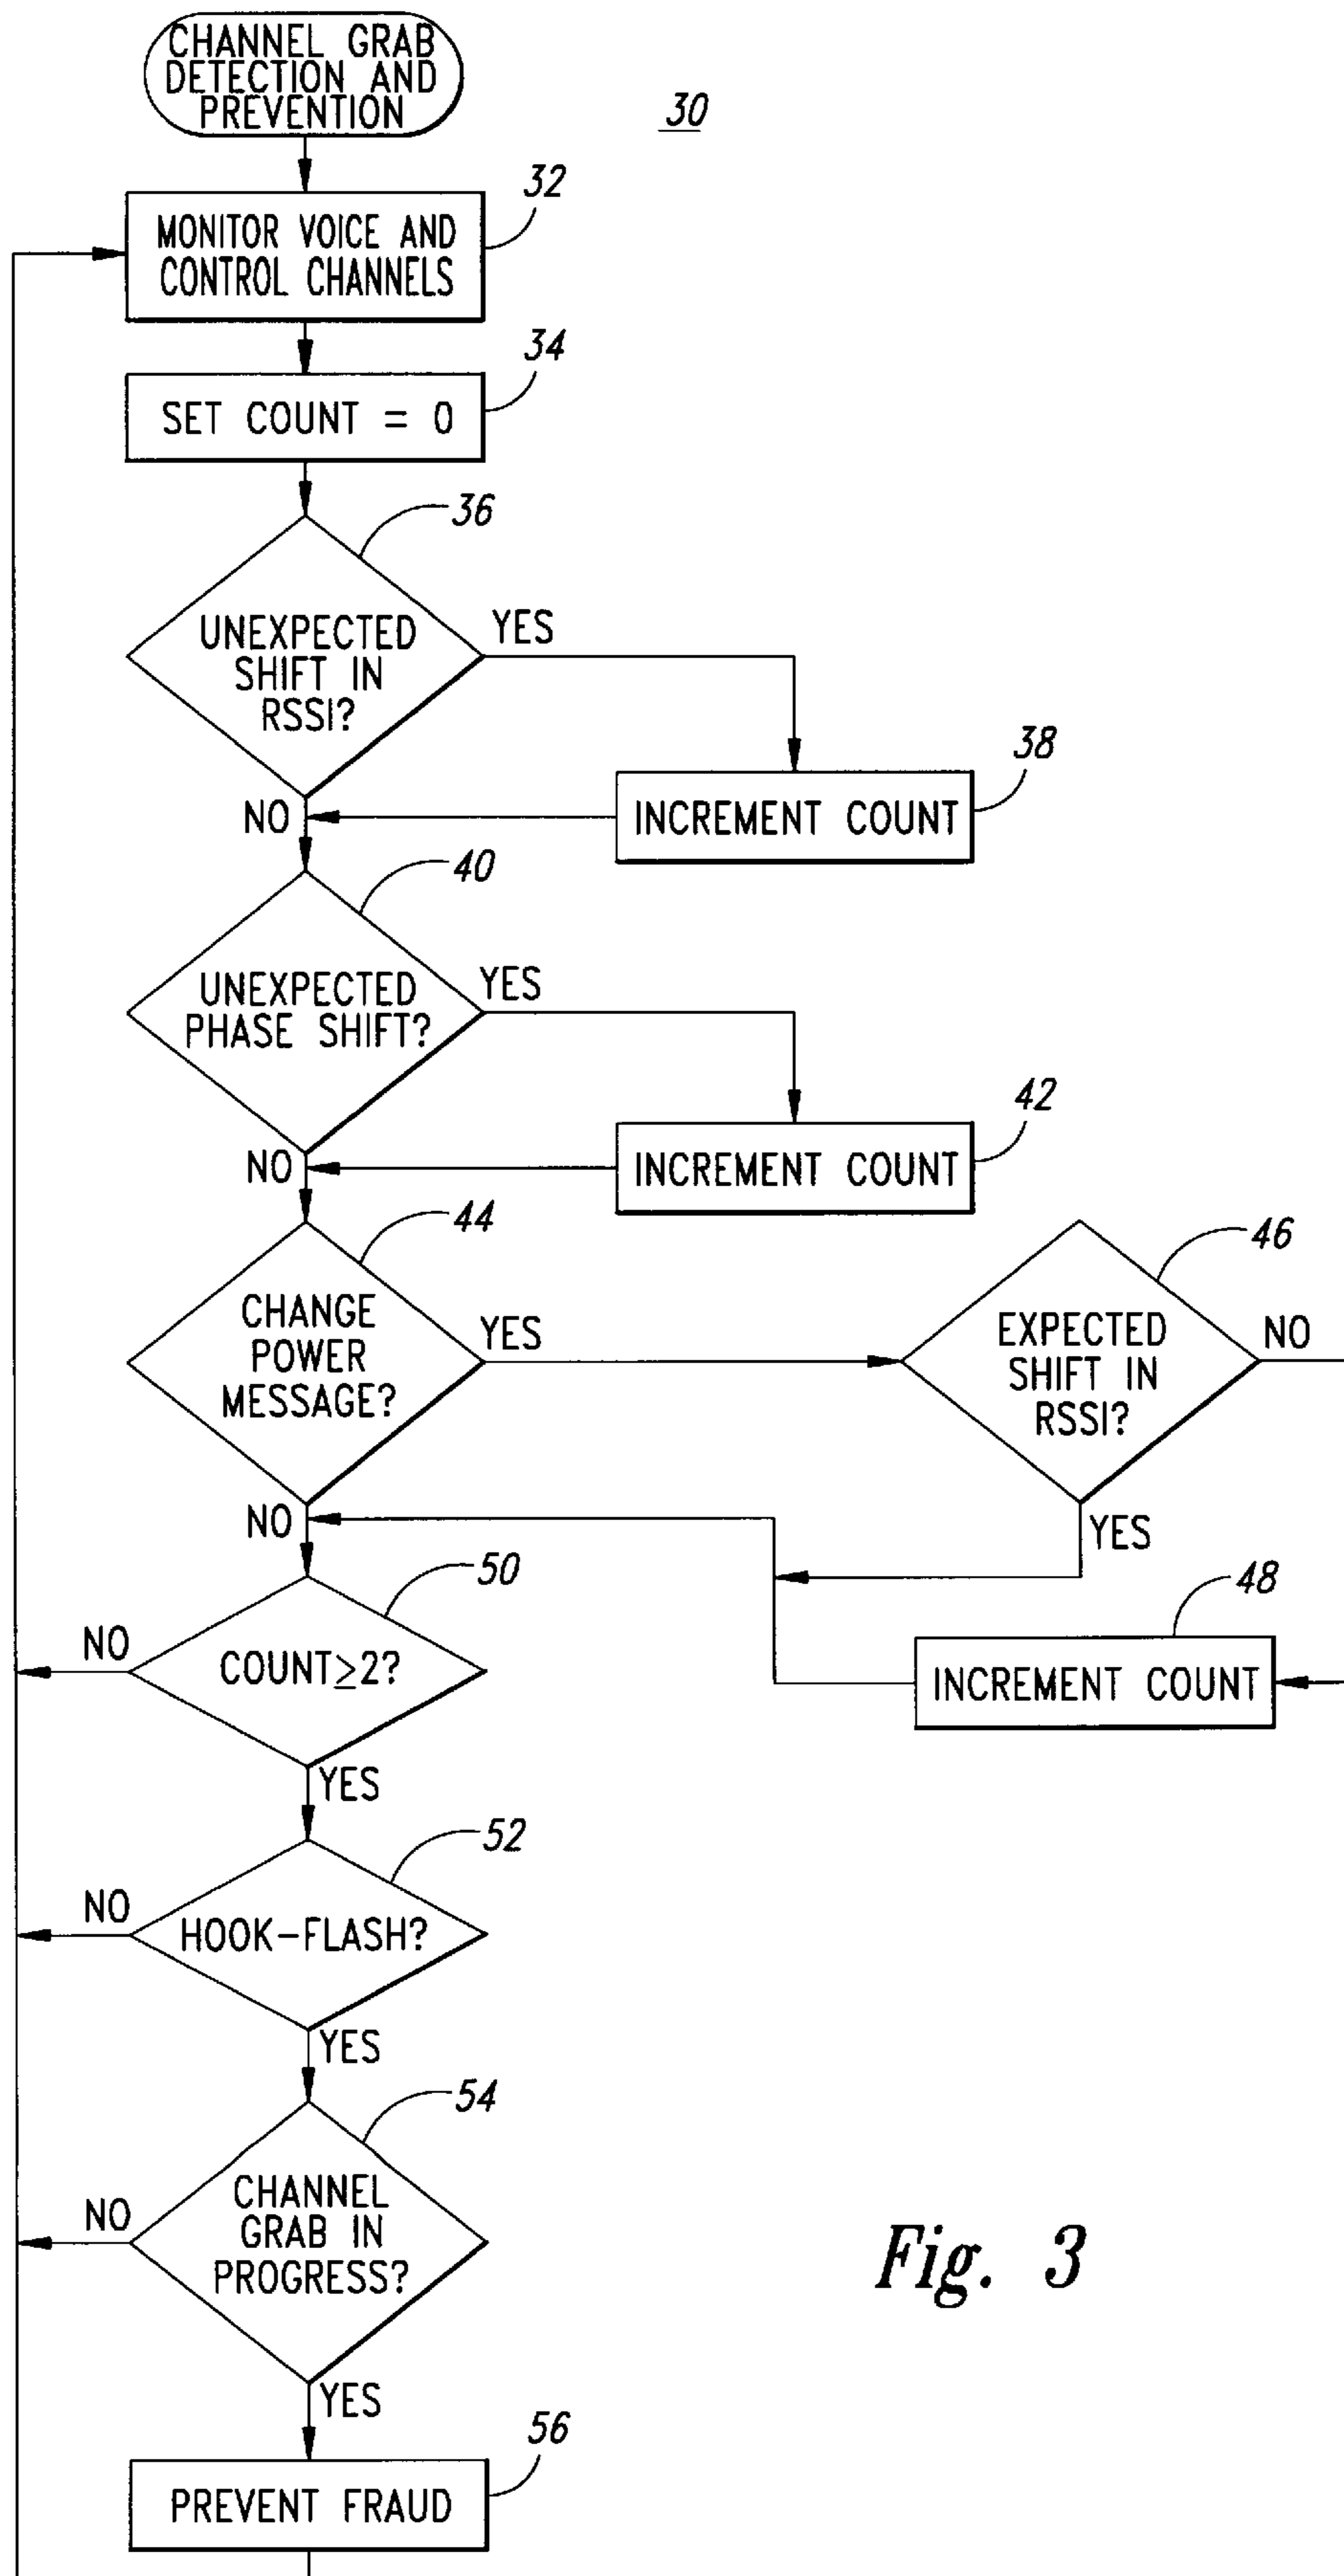 CHANNEL GRAB
DETECTION AND
PREVENTION
30
32
MONITOR VOICE AND
CONTROL CHANNELS
34
SET COUNT = 0
36
UNEXPECTED
SHIFT IN
RSSI?
YES
38
NO
INCREMENT COUNT
40
UNEXPECTED
PHASE SHIFT?
YES
42
NO
INCREMENT COUNT
44
CHANGE
POWER
MESSAGE?
YES
46
EXPECTED
SHIFT IN
RSSI?
NO
NO
YES
50
COUNT≥2?
NO
48
INCREMENT COUNT
YES
52
NO
HOOK-FLASH?
YES
54
CHANNEL
GRAB IN
PROGRESS?
NO
Fig. 3
YES
56
PREVENT FRAUD